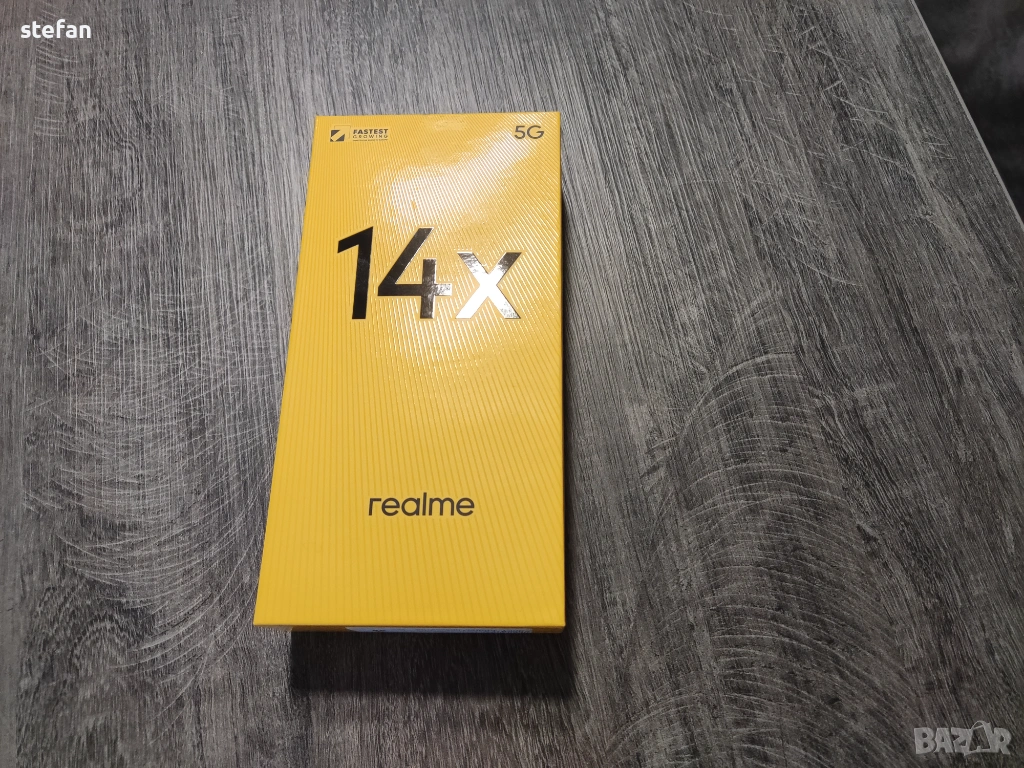 stefan
FASTEST
GROWING
5G
14x
realme
BAZAR